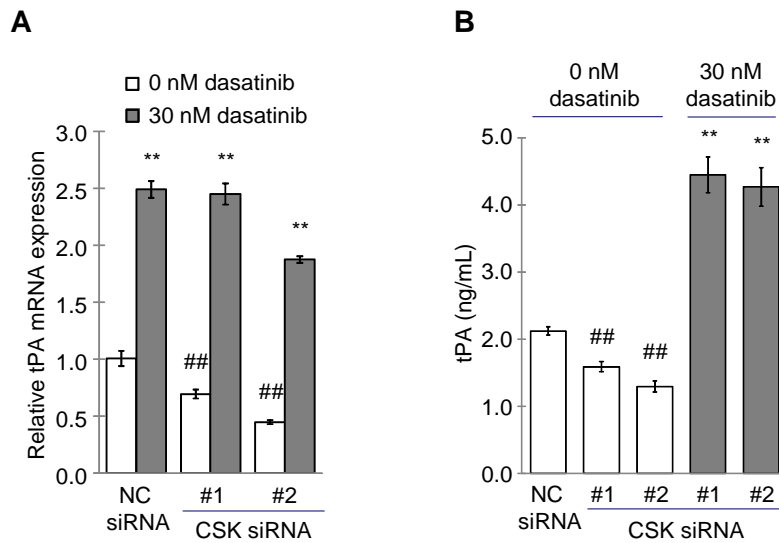 A
0 nM dasatinib
30 nM dasatinib
Relative tPA mRNA expression
3.0
2.5
2.0
1.5
1.0
0.5
0.0
**
**
**
##
##
NC
siRNA
#1
#2
CSK siRNA
B
0 nM
dasatinib
30 nM
dasatinib
tPA (ng/mL)
5.0
4.0
3.0
2.0
1.0
0.0
**
**
##
##
NC
siRNA
#1
#2
#1
#2
CSK siRNA